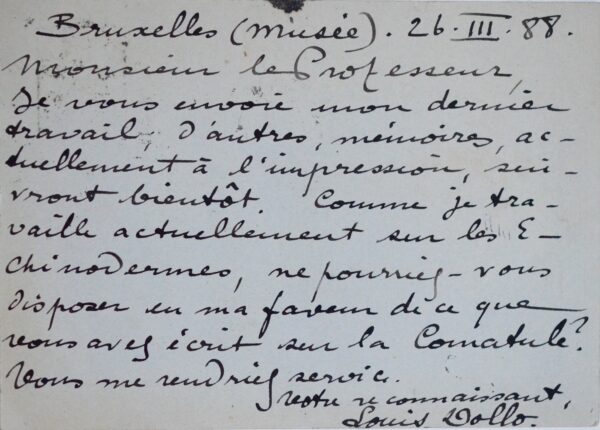 Bruxelles (Musée). 26.III.88.
Monsieur le Professeur,
Je vous envoie mon dernier
travail, D'autres, mémoires, ac-
tuellement à l'impression, sui-
vront bientôt. Comme je tra-
vaille actuellement sur les E-
chinodermes, ne pourriez-vous
disposer en ma faveur de ce que
vous avez écrit sur la Comatule?
Vous me rendriez service.
Votre reconnaissant,
Louis Dollo.